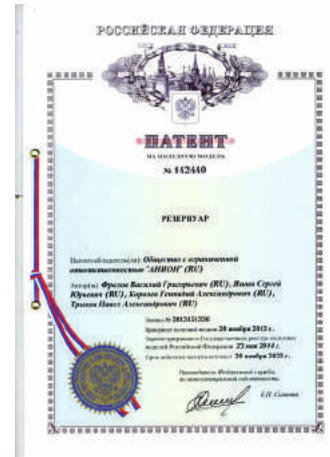 РОССИЙСКАЯ ФЕДЕРАЦИЯ
ПАТЕНТ
НА ПОЛЕЗНУЮ МОДЕЛЬ
№ 142440
РЕЗЕРВУАР
Патентообладатель(ли): Общество с ограниченной
ответственностью "АНИОН" (RU)
Автор(ы): Фролов Василий Григорьевич (RU), Сергей
Юрьевич (RU), Королев Геннадий Александрович (RU),
Павел Александрович (RU)
Заявка №
Приоритет полезной модели 20 ноября 2013 г.
Зарегистрировано в Государственном реестре полезных
моделей Российской Федерации 23 мая 2014 г.
Срок действия патента истекает 20 ноября 2023 г.
Руководитель Федеральной службы
по интеллектуальной собственности
Б.П. Симонов